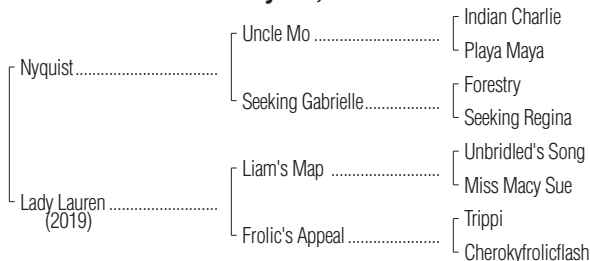 Indian Charlie
Uncle Mo
Playa Maya
Nyquist
Forestry
Seeking Gabrielle
Seeking Regina
Unbridled's Song
Liam's Map
Miss Macy Sue
Lady Lauren
(2019)
Trippi
Frolic's Appeal
Cherokyfrolicflash